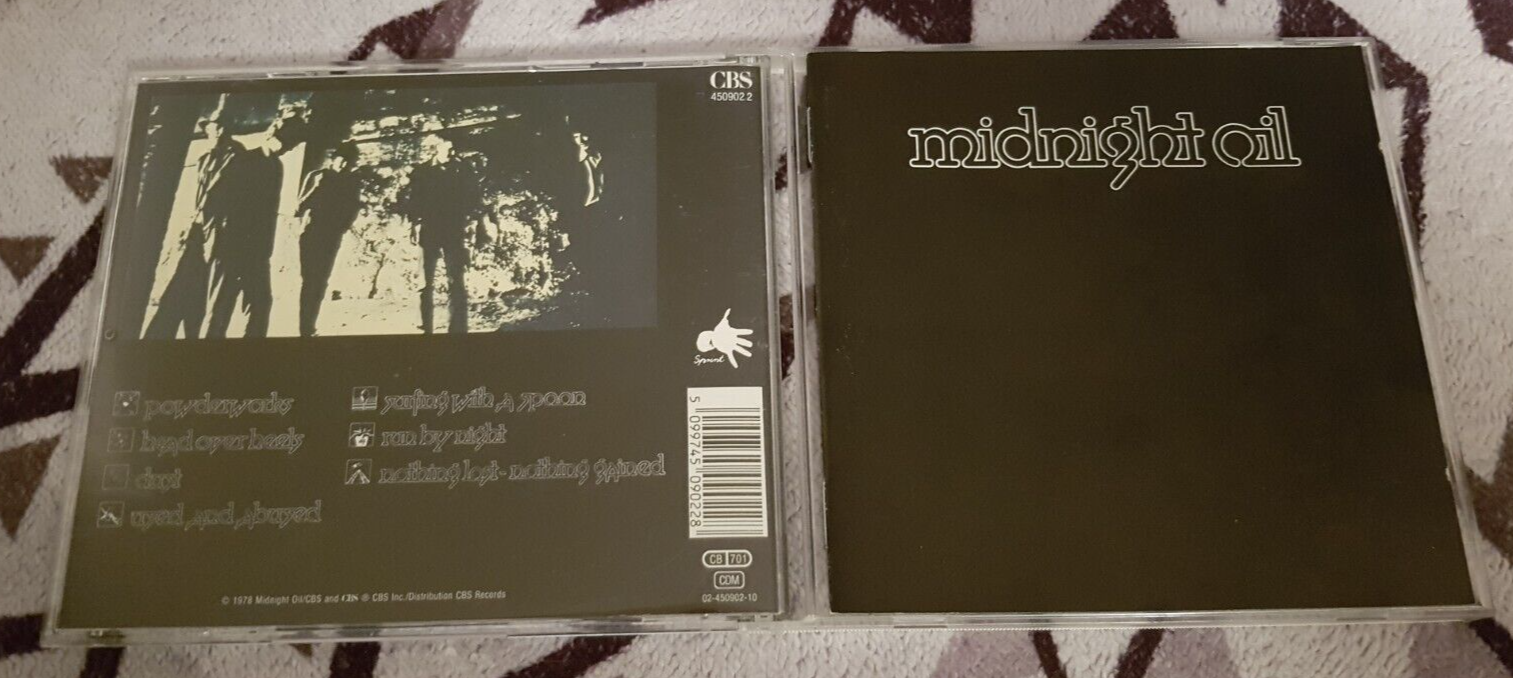 CBS
450902 2
Sprint
powderworks
head over heels
dust
used and abused
surfing with a spoon
run by night
nothing lost - nothing gained
5 099745 090228
CB 701
CDM
02-450902-10
© 1978 Midnight Oil/CBS and CBS ℗ CBS Inc./Distribution CBS Records
midnight oil